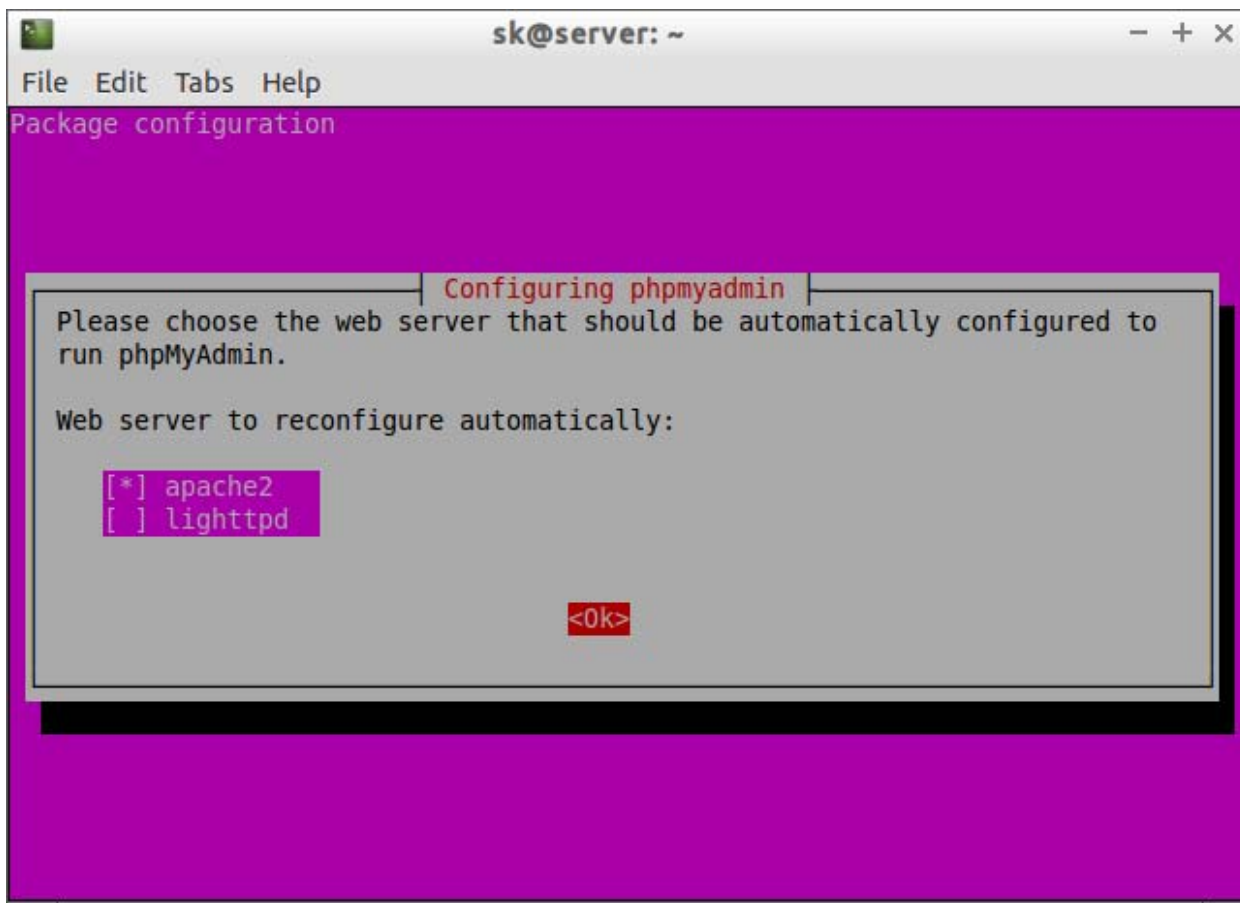 sk@server: ~
File Edit Tabs Help
Package configuration
Configuring phpmyadmin
Please choose the web server that should be automatically configured to
run phpMyAdmin.
Web server to reconfigure automatically:
[*] apache2
[ ] lighttpd
<Ok>